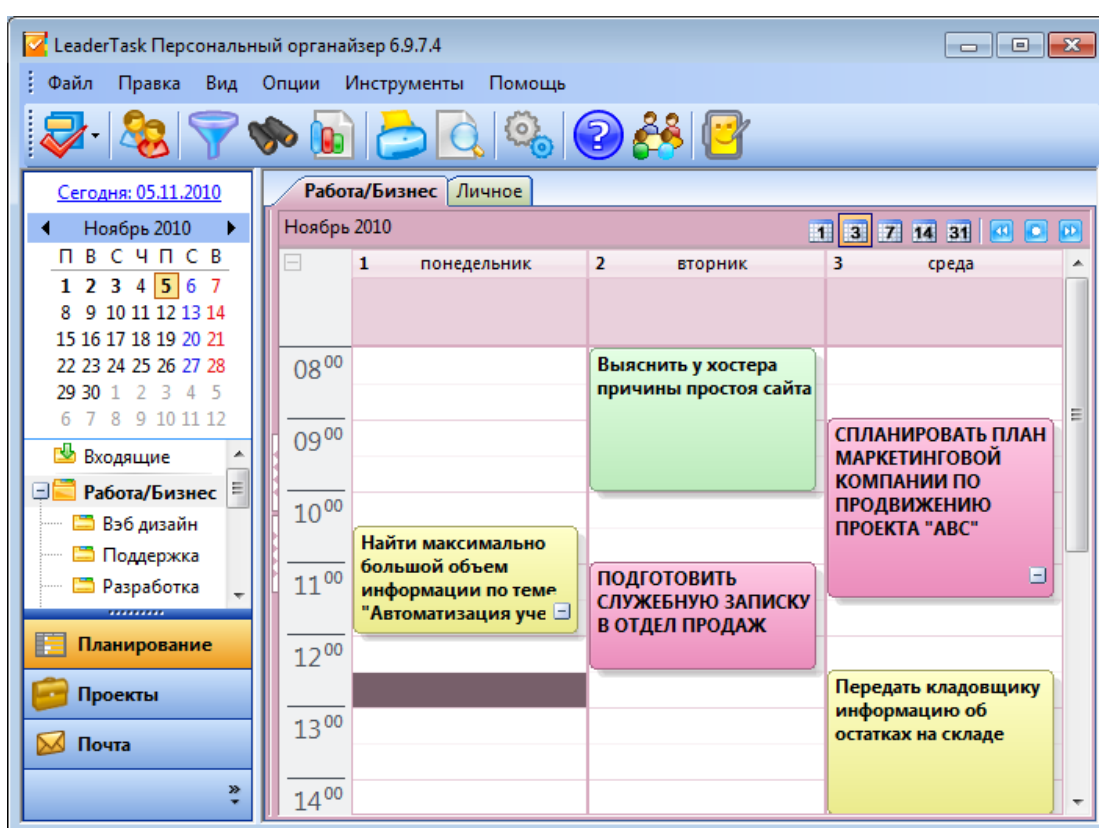 LeaderTask Персональный органайзер 6.9.7.4
Файл Правка Вид Опции Инструменты Помощь
Сегодня: 05.11.2010
Ноябрь 2010
П В С Ч П С В
1 2 3 4 5 6 7
8 9 10 11 12 13 14
15 16 17 18 19 20 21
22 23 24 25 26 27 28
29 30 1 2 3 4 5
6 7 8 9 10 11 12
Входящие
Работа/Бизнес
Вэб дизайн
Поддержка
Разработка
Планирование
Проекты
Почта
Работа/Бизнес Личное
Ноябрь 2010 1 3 7 14 31
1 понедельник 2 вторник 3 среда
08 00
09 00
10 00
11 00
12 00
13 00
14 00
Найти максимально
большой объем
информации по теме
"Автоматизация уче
Выяснить у хостера
причины простоя сайта
ПОДГОТОВИТЬ
СЛУЖЕБНУЮ ЗАПИСКУ
В ОТДЕЛ ПРОДАЖ
СПЛАНИРОВАТЬ ПЛАН
МАРКЕТИНГОВОЙ
КОМПАНИИ ПО
ПРОДВИЖЕНИЮ
ПРОЕКТА "АВС"
Передать кладовщику
информацию об
остатках на складе